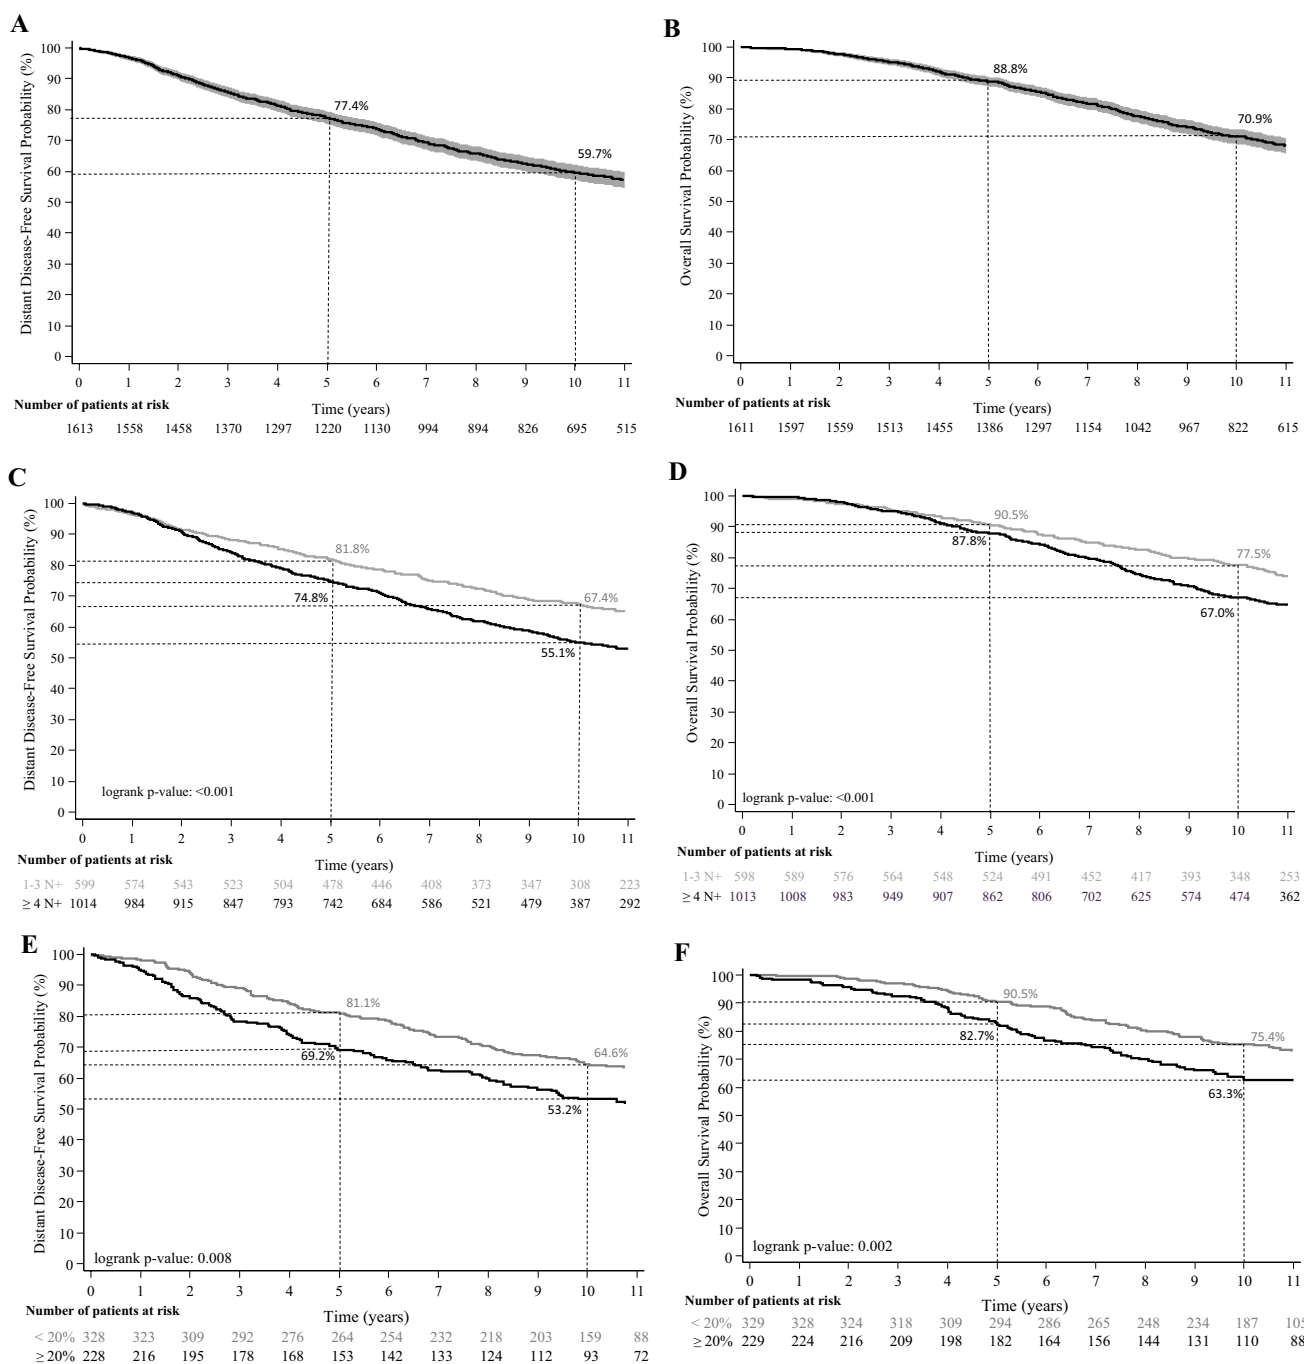 A
Distant Disease-Free Survival Probability (%)
100
90
80
70
60
50
40
30
20
10
0
77.4%
59.7%
0 1 2 3 4 5 6 7 8 9 10 11
Number of patients at risk
Time (years)
1613 1558 1458 1370 1297 1220 1130 994 894 826 695 515
B
Overall Survival Probability (%)
100
90
80
70
60
50
40
30
20
10
0
88.8%
70.9%
0 1 2 3 4 5 6 7 8 9 10 11
Number of patients at risk
Time (years)
1611 1597 1559 1513 1455 1386 1297 1154 1042 967 822 615
C
Distant Disease-Free Survival Probability (%)
100
90
80
70
60
50
40
30
20
10
0
81.8%
74.8%
67.4%
55.1%
logrank p-value: <0.001
0 1 2 3 4 5 6 7 8 9 10 11
Number of patients at risk
Time (years)
1-3 N+ 599 574 543 523 504 478 446 408 373 347 308 223
≥ 4 N+ 1014 984 915 847 793 742 684 586 521 479 387 292
D
Overall Survival Probability (%)
100
90
80
70
60
50
40
30
20
10
0
90.5%
87.8%
77.5%
67.0%
logrank p-value: <0.001
0 1 2 3 4 5 6 7 8 9 10 11
Number of patients at risk
Time (years)
1-3 N+ 598 589 576 564 548 524 491 452 417 393 348 253
≥ 4 N+ 1013 1008 983 949 907 862 806 702 625 574 474 362
E
Distant Disease-Free Survival Probability (%)
100
90
80
70
60
50
40
30
20
10
0
81.1%
69.2%
64.6%
53.2%
logrank p-value: 0.008
0 1 2 3 4 5 6 7 8 9 10 11
Number of patients at risk
Time (years)
< 20% 328 323 309 292 276 264 254 232 218 203 159 88
≥ 20% 228 216 195 178 168 153 142 133 124 112 93 72
F
Overall Survival Probability (%)
100
90
80
70
60
50
40
30
20
10
0
90.5%
82.7%
75.4%
63.3%
logrank p-value: 0.002
0 1 2 3 4 5 6 7 8 9 10 11
Number of patients at risk
Time (years)
< 20% 329 328 324 318 309 294 286 265 248 234 187 105
≥ 20% 229 224 216 209 198 182 164 156 144 131 110 88